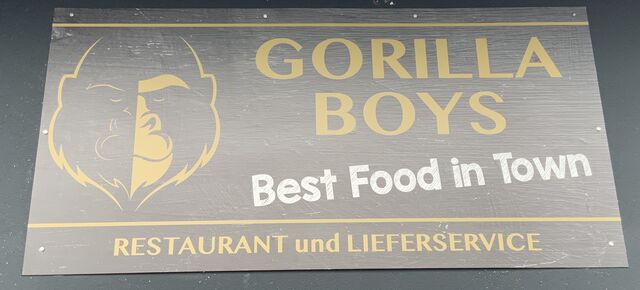 GORILLA
BOYS
Best Food in Town
RESTAURANT und LIEFERSERVICE